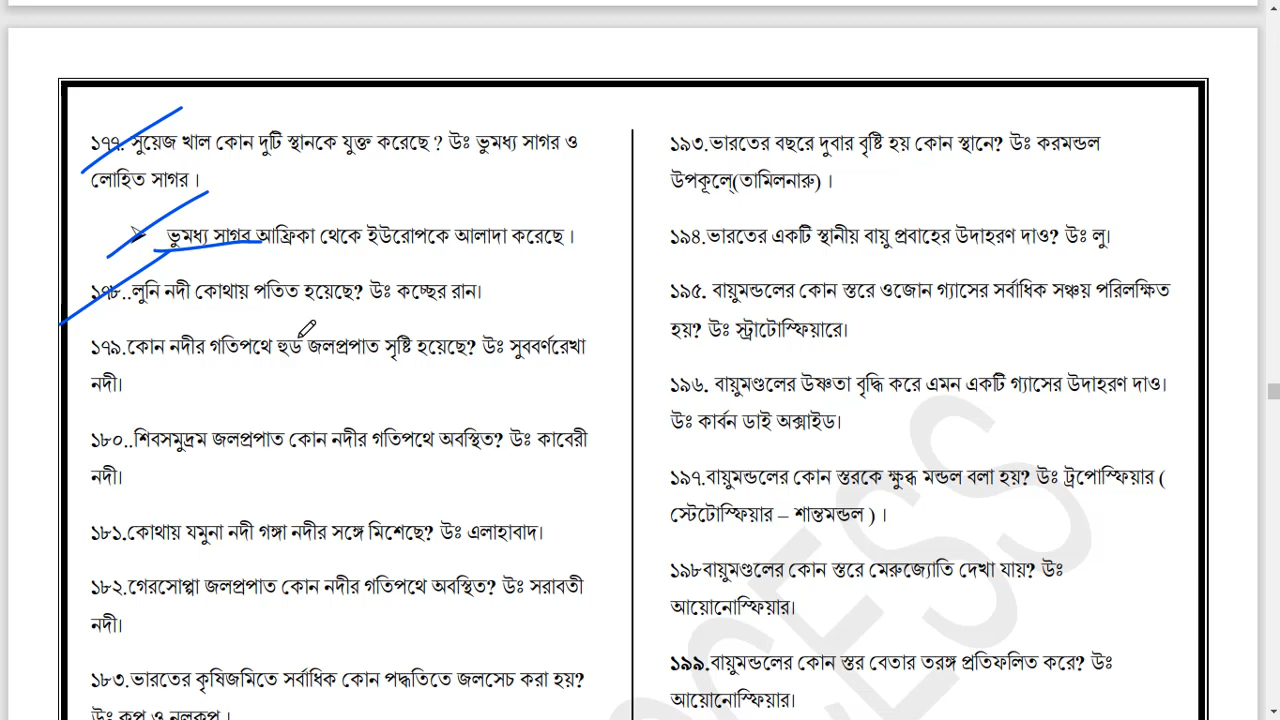 ১৭৭. সুয়েজ খাল কোন দুটি স্থানকে যুক্ত করেছে ? উঃ ভুমধ্য সাগর ও
লোহিত সাগর ।
➢ ভুমধ্য সাগর আফ্রিকা থেকে ইউরোপকে আলাদা করেছে ।
১৭৮..লুনি নদী কোথায় পতিত হয়েছে? উঃ কচ্ছের রান।
১৭৯.কোন নদীর গতিপথে হুড জলপ্রপাত সৃষ্টি হয়েছে? উঃ সুববর্ণরেখা
নদী।
১৮০..শিবসমুদ্রম জলপ্রপাত কোন নদীর গতিপথে অবস্থিত? উঃ কাবেরী
নদী।
১৮১.কোথায় যমুনা নদী গঙ্গা নদীর সঙ্গে মিশেছে? উঃ এলাহাবাদ।
১৮২.গেরসোপ্পা জলপ্রপাত কোন নদীর গতিপথে অবস্থিত? উঃ সরাবতী
নদী।
১৮৩.ভারতের কৃষিজমিতে সর্বাধিক কোন পদ্ধতিতে জলসেচ করা হয়?
উঃ কূপ ও নলকূপ ।
১৯৩.ভারতের বছরে দুবার বৃষ্টি হয় কোন স্থানে? উঃ করমন্ডল
উপকূলে(তামিলনারু) ।
১৯৪.ভারতের একটি স্থানীয় বায়ু প্রবাহের উদাহরণ দাও? উঃ লু।
১৯৫. বায়ুমন্ডলের কোন স্তরে ওজোন গ্যাসের সর্বাধিক সঞ্চয় পরিলক্ষিত
হয়? উঃ স্ট্রাটোস্ফিয়ারে।
১৯৬. বায়ুমণ্ডলের উষ্ণতা বৃদ্ধি করে এমন একটি গ্যাসের উদাহরণ দাও।
উঃ কার্বন ডাই অক্সাইড।
১৯৭.বায়ুমন্ডলের কোন স্তরকে ক্ষুব্ধ মন্ডল বলা হয়? উঃ ট্রপোস্ফিয়ার (
স্টেটোস্ফিয়ার – শান্তমন্ডল ) ।
১৯৮বায়ুমণ্ডলের কোন স্তরে মেরুজ্যোতি দেখা যায়? উঃ
আয়োনোস্ফিয়ার।
১৯৯.বায়ুমন্ডলের কোন স্তর বেতার তরঙ্গ প্রতিফলিত করে? উঃ
আয়োনোস্ফিয়ার।